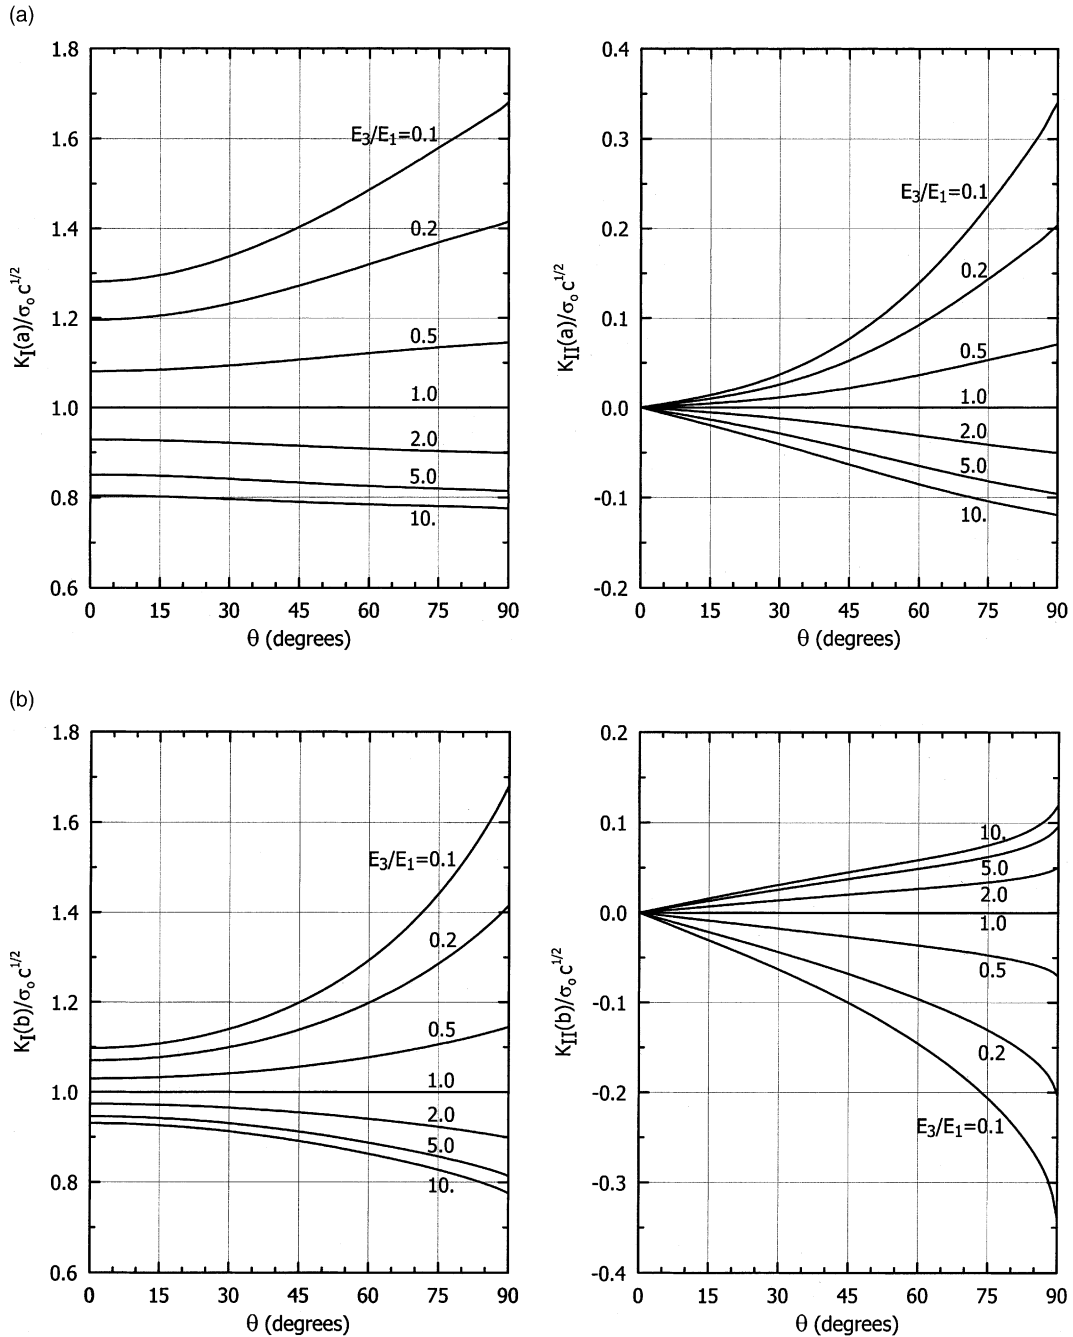 (a)
1.8
1.6
1.4
1.2
1.0
0.8
0.6
K_I(a)/σ_o c^1/2
E_3/E_1=0.1
0.2
0.5
1.0
2.0
5.0
10.
0 15 30 45 60 75 90
θ (degrees)
0.4
0.3
0.2
0.1
0.0
-0.1
-0.2
K_II(a)/σ_o c^1/2
E_3/E_1=0.1
0.2
0.5
1.0
2.0
5.0
10.
0 15 30 45 60 75 90
θ (degrees)
(b)
1.8
1.6
1.4
1.2
1.0
0.8
0.6
K_I(b)/σ_o c^1/2
E_3/E_1=0.1
0.2
0.5
1.0
2.0
5.0
10.
0 15 30 45 60 75 90
θ (degrees)
0.2
0.1
0.0
-0.1
-0.2
-0.3
-0.4
K_II(b)/σ_o c^1/2
10.
5.0
2.0
1.0
0.5
0.2
E_3/E_1=0.1
0 15 30 45 60 75 90
θ (degrees)